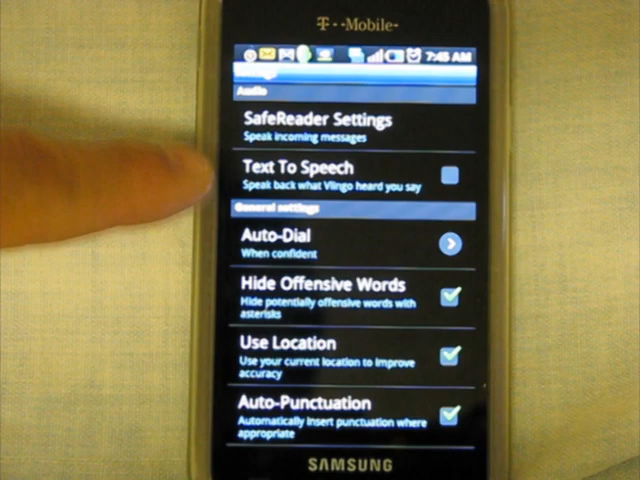 T-Mobile-
7:45 AM
Settings
Audio
SafeReader Settings
Speak incoming messages
Text To Speech
Speak back what Vlingo heard you say
General settings
Auto-Dial
When confident
Hide Offensive Words
Hide potentially offensive words with
asterisks
Use Location
Use your current location to improve
accuracy
Auto-Punctuation
Automatically insert punctuation where
appropriate
SAMSUNG